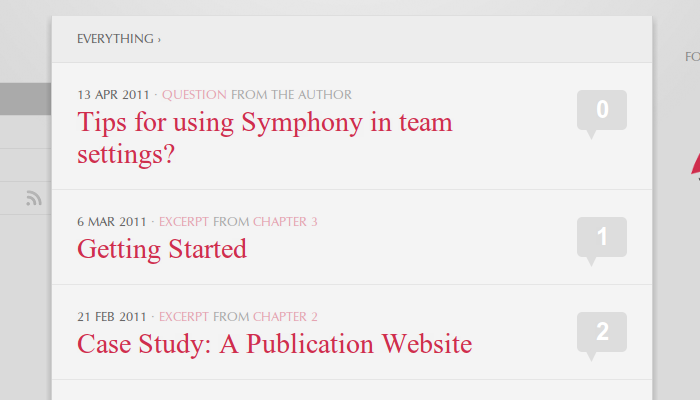 EVERYTHING ›
FO
13 APR 2011 · QUESTION FROM THE AUTHOR
Tips for using Symphony in team
settings?
0
6 MAR 2011 · EXCERPT FROM CHAPTER 3
Getting Started
1
21 FEB 2011 · EXCERPT FROM CHAPTER 2
Case Study: A Publication Website
2